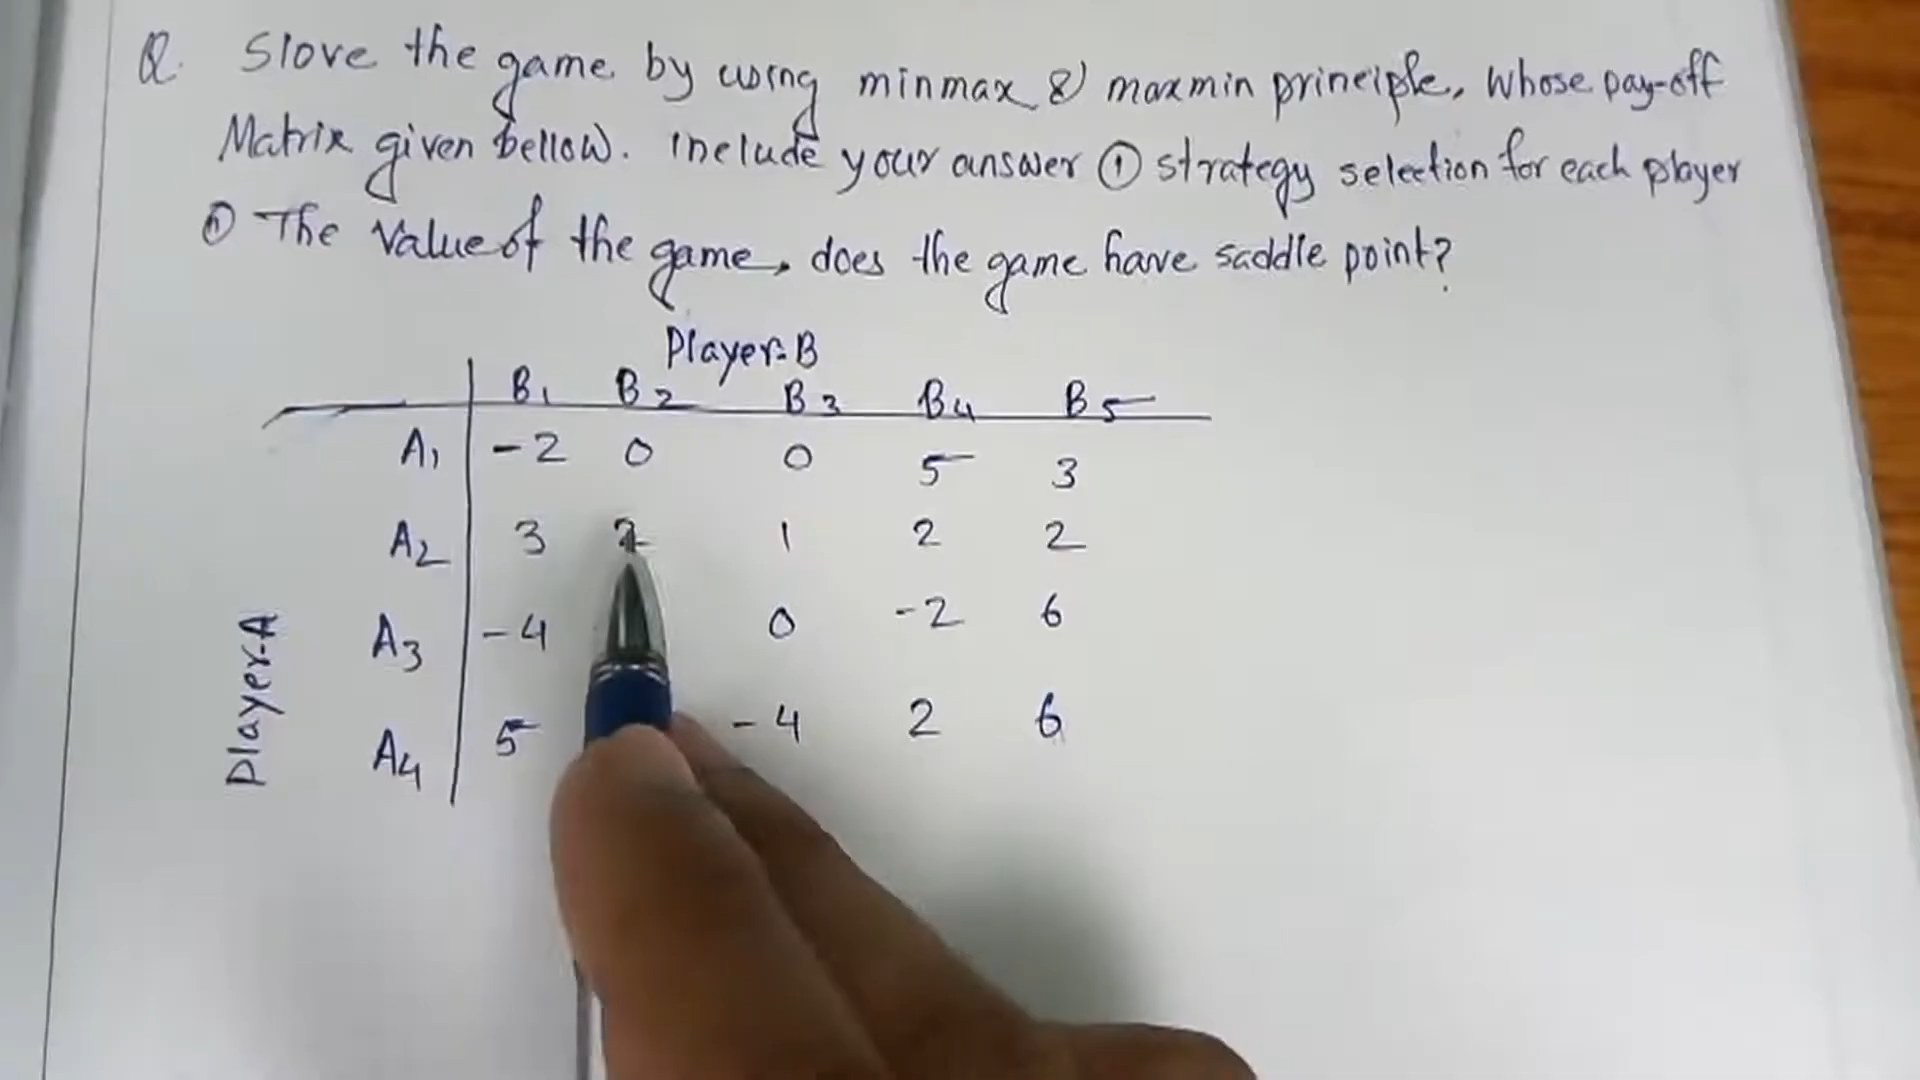 Q. Slove the game by using minmax & maxmin principle, whose pay-off
Matrix given bellow. include your answer ① strategy selection for each player
⑪ The Value of the game, does the game have saddle point?
Player-B
B1 B2 B3 B4 B5
A1 -2 0 0 5 3
A2 3 2 1 2 2
A3 -4 0 -2 6
A4 5 -4 2 6
Player-A